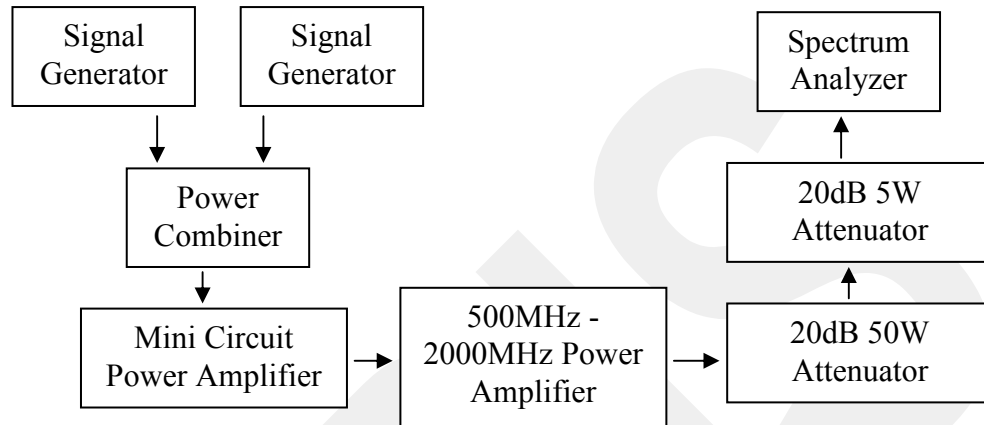 Signal
Generator
Signal
Generator
Spectrum
Analyzer
Power
Combiner
20dB 5W
Attenuator
Mini Circuit
Power Amplifier
500MHz -
2000MHz Power
Amplifier
20dB 50W
Attenuator